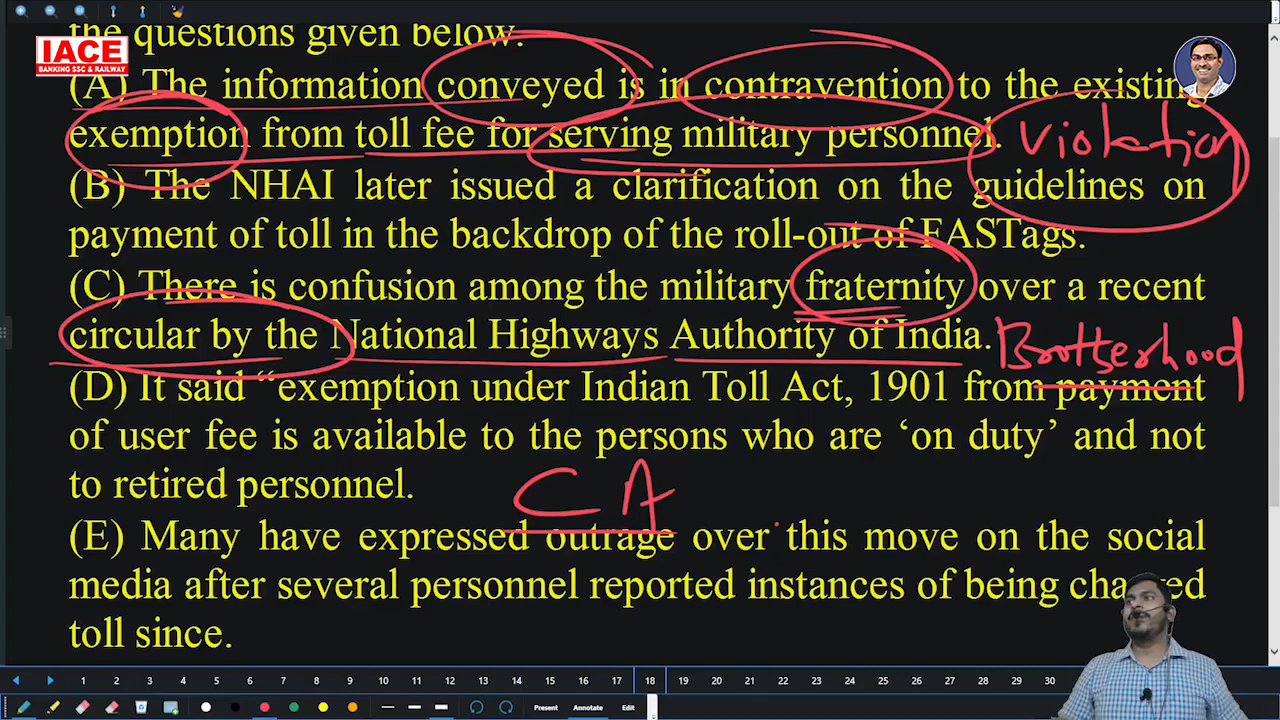 the questions given below.
IACE
BANKING SSC & RAILWAY
(A) The information conveyed is in contravention to the existing
exemption from toll fee for serving military personnel.
violation
(B) The NHAI later issued a clarification on the guidelines on
payment of toll in the backdrop of the roll-out of FASTags.
(C) There is confusion among the military fraternity over a recent
circular by the National Highways Authority of India.
Brotherhood
(D) It said “exemption under Indian Toll Act, 1901 from payment
of user fee is available to the persons who are ‘on duty’ and not
to retired personnel.
C A
(E) Many have expressed outrage over this move on the social
media after several personnel reported instances of being charged
toll since.
1 2 3 4 5 6 7 8 9 10 11 12 13 14 15 16 17 18 19 20 21 22 23 24 25 26 27 28 29 30
Present Annotate Edit